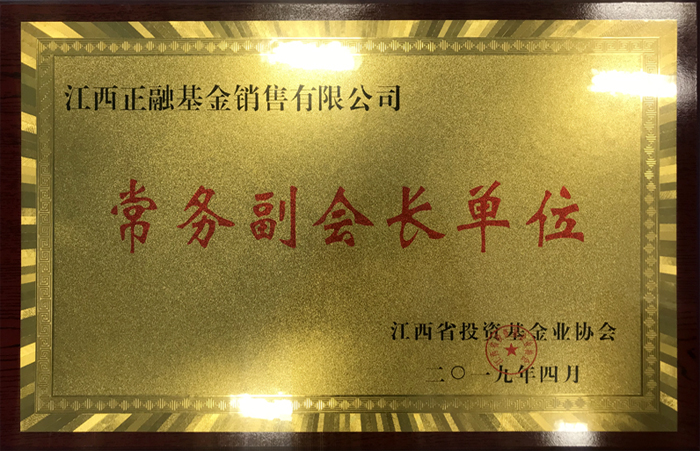 江西正融基金销售有限公司
常务副会长单位
江西省投资基金业协会
二〇一九年四月